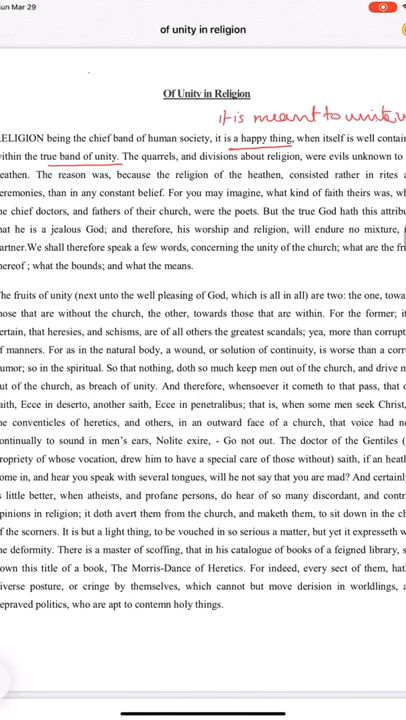 Sun Mar 29
of unity in religion
Of Unity in Religion
it is meant to unite
RELIGION being the chief band of human society, it is a happy thing, when itself is well contain
within the true band of unity. The quarrels, and divisions about religion, were evils unknown to
eathen. The reason was, because the religion of the heathen, consisted rather in rites a
eremonies, than in any constant belief. For you may imagine, what kind of faith theirs was, wh
he chief doctors, and fathers of their church, were the poets. But the true God hath this attribu
hat he is a jealous God; and therefore, his worship and religion, will endure no mixture,
artner.We shall therefore speak a few words, concerning the unity of the church; what are the fru
hereof ; what the bounds; and what the means.
The fruits of unity (next unto the well pleasing of God, which is all in all) are two: the one, towa
hose that are without the church, the other, towards those that are within. For the former; it
ertain, that heresies, and schisms, are of all others the greatest scandals; yea, more than corrupt
f manners. For as in the natural body, a wound, or solution of continuity, is worse than a corr
umor; so in the spiritual. So that nothing, doth so much keep men out of the church, and drive m
ut of the church, as breach of unity. And therefore, whensoever it cometh to that pass, that o
aith, Ecce in deserto, another saith, Ecce in penetralibus; that is, when some men seek Christ,
he conventicles of heretics, and others, in an outward face of a church, that voice had ne
ontinually to sound in men's ears, Nolite exire, - Go not out. The doctor of the Gentiles (
ropriety of whose vocation, drew him to have a special care of those without) saith, if an heath
ome in, and hear you speak with several tongues, will he not say that you are mad? And certainly
s little better, when atheists, and profane persons, do hear of so many discordant, and contr
pinions in religion; it doth avert them from the church, and maketh them, to sit down in the ch
f the scorners. It is but a light thing, to be vouched in so serious a matter, but yet it expresseth w
he deformity. There is a master of scoffing, that in his catalogue of books of a feigned library, s
own this title of a book, The Morris-Dance of Heretics. For indeed, every sect of them, hath
iverse posture, or cringe by themselves, which cannot but move derision in worldlings, a
epraved politics, who are apt to contemn holy things.